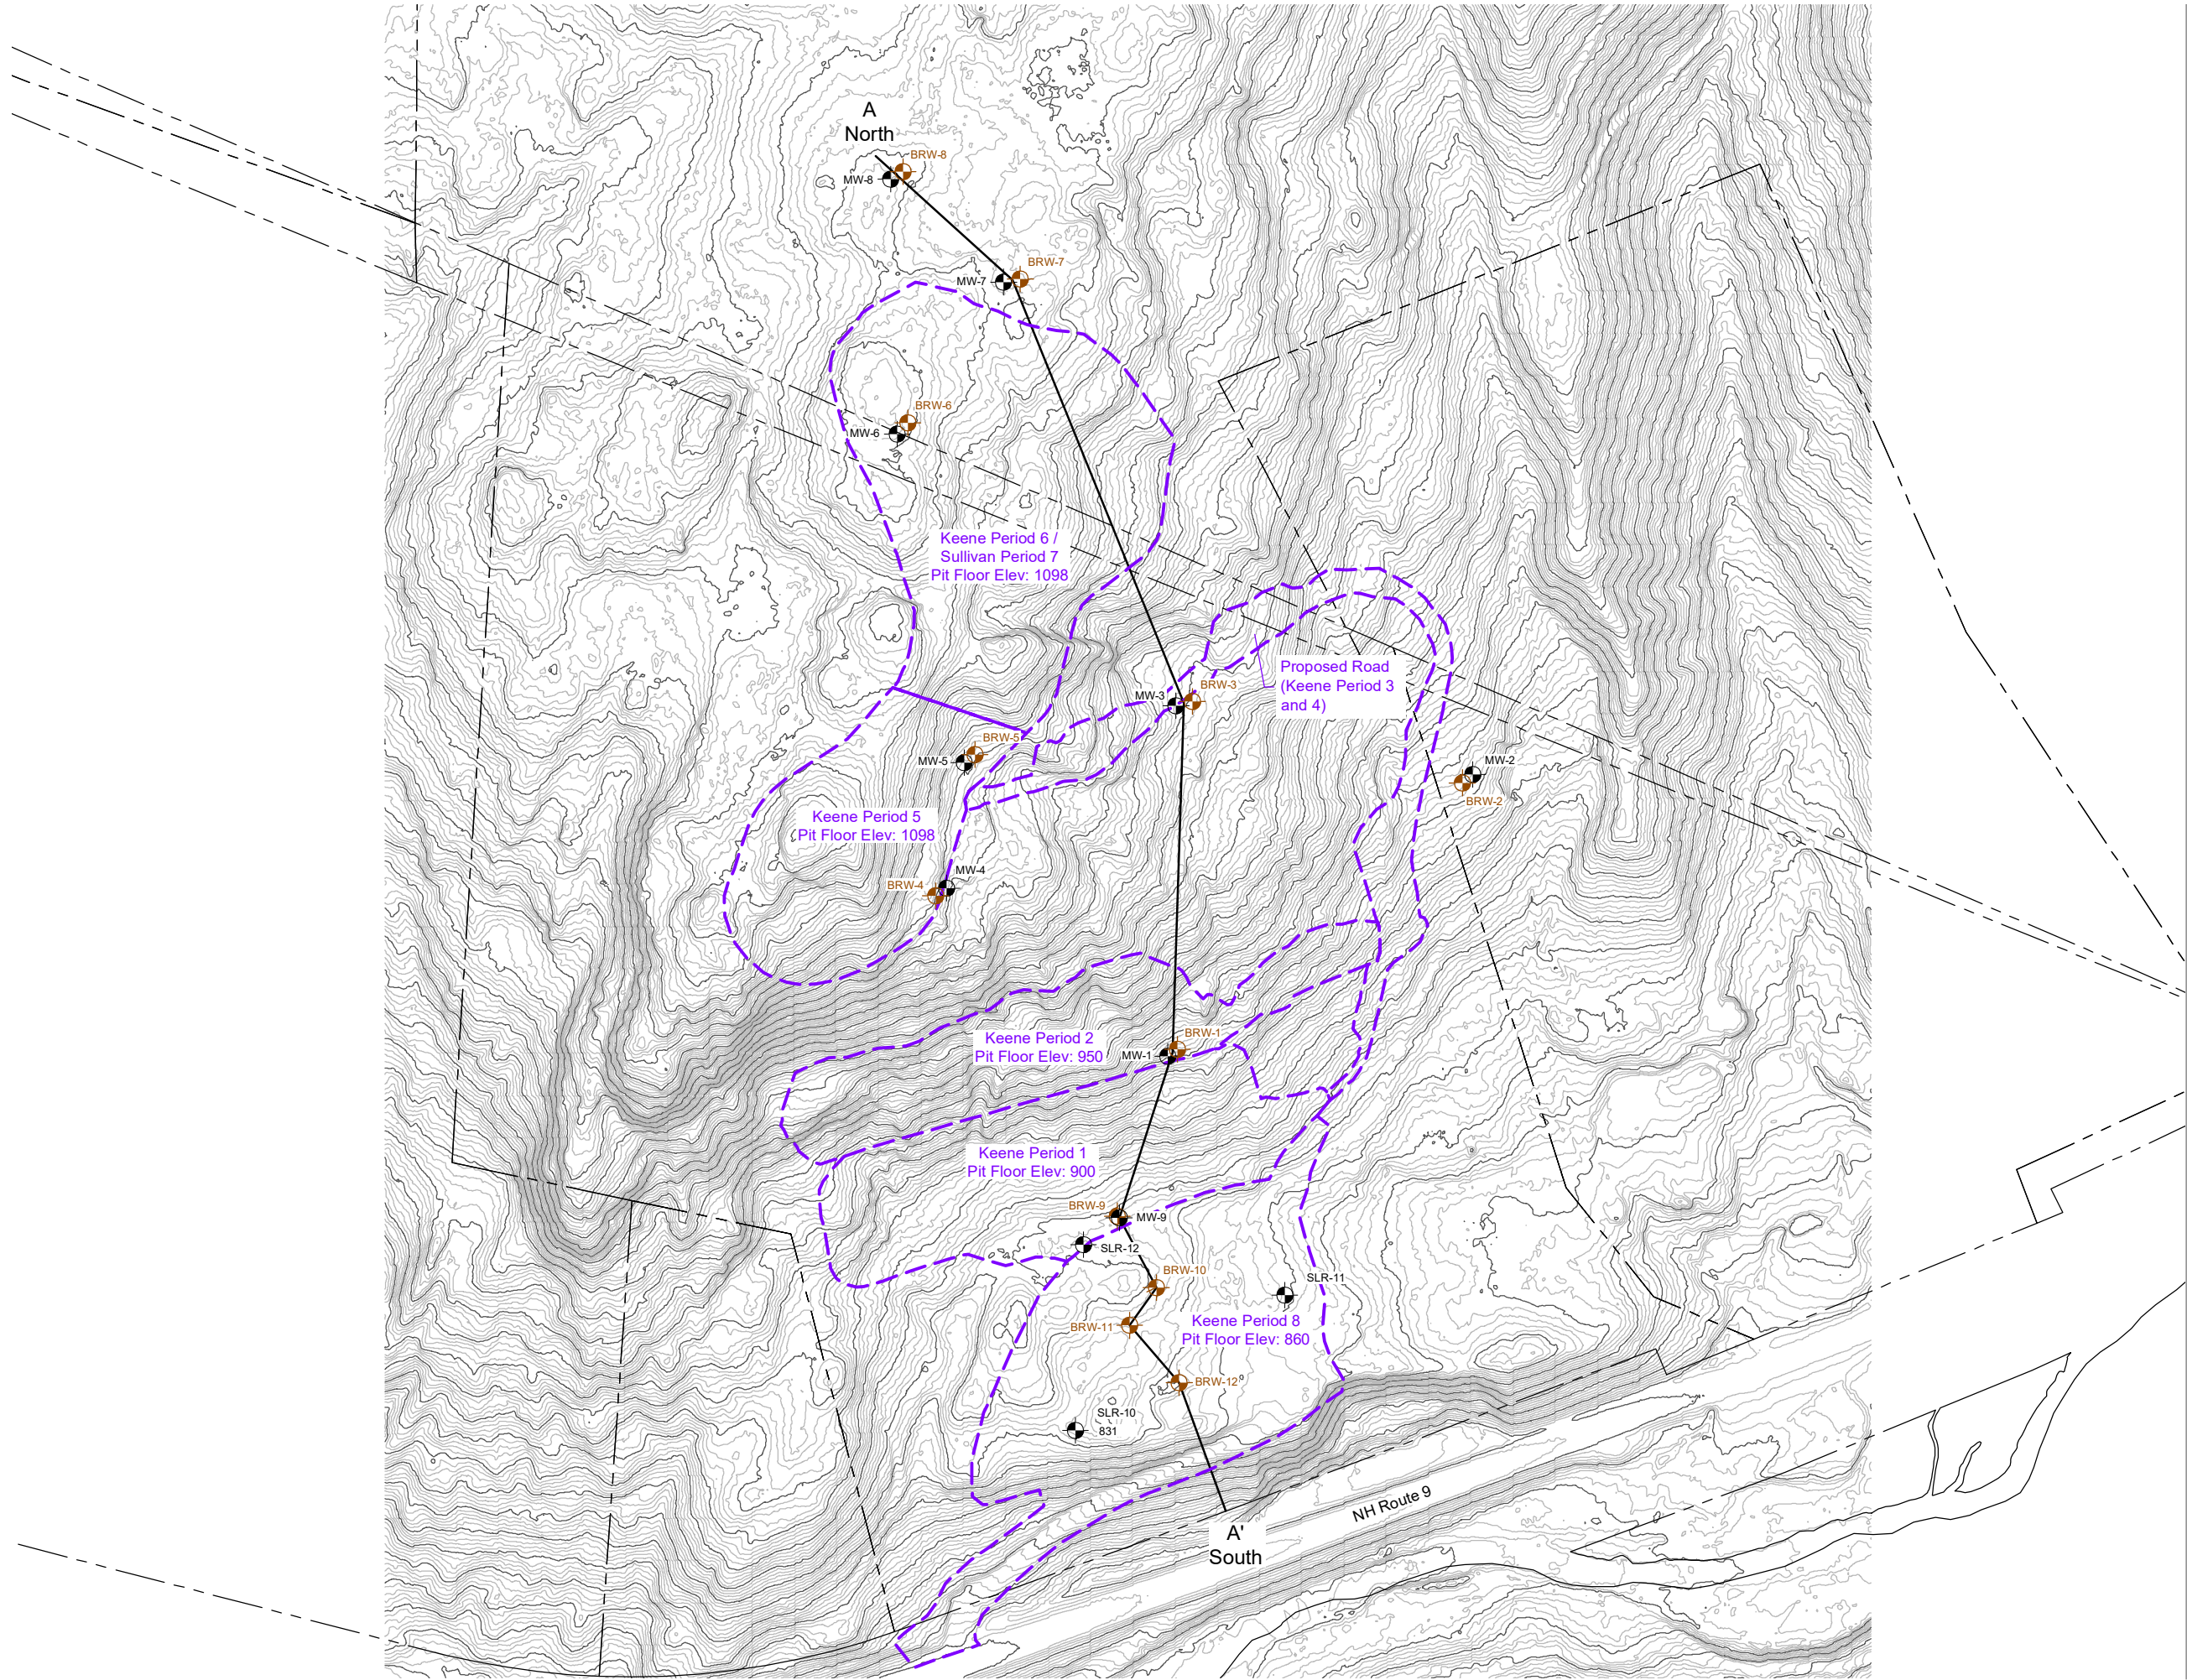 A
North
BRW-8
MW-8
BRW-7
MW-7
BRW-6
MW-6
Keene Period 6 /
Sullivan Period 7
Pit Floor Elev: 1098
Proposed Road
(Keene Period 3
and 4)
BRW-3
MW-3
BRW-5
MW-5
MW-2
BRW-2
Keene Period 5
Pit Floor Elev: 1098
MW-4
BRW-4
BRW-1
MW-1
Keene Period 2
Pit Floor Elev: 950
Keene Period 1
Pit Floor Elev: 900
BRW-9
MW-9
SLR-12
BRW-10
SLR-11
BRW-11
Keene Period 8
Pit Floor Elev: 860
BRW-12
SLR-10
831
NH Route 9
A'
South